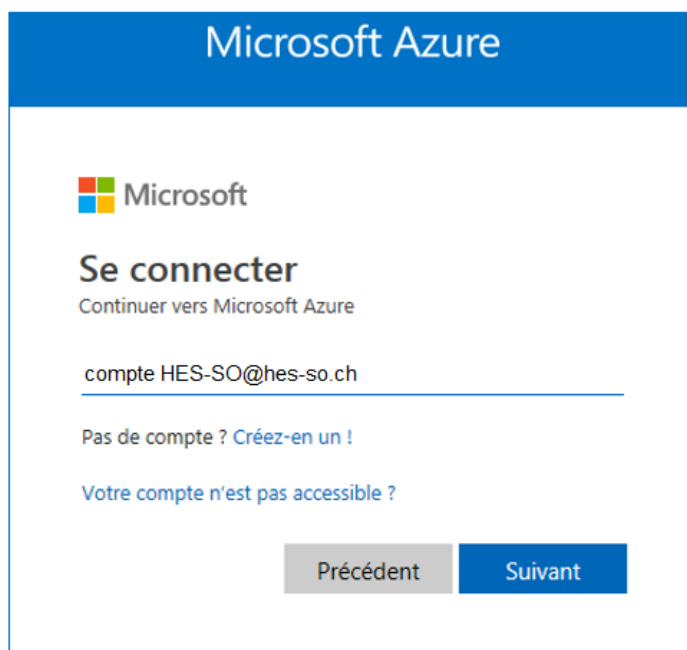 Microsoft Azure
Microsoft
Se connecter
Continuer vers Microsoft Azure
compte HES-SO@hes-so.ch
Pas de compte ? Créez-en un !
Votre compte n'est pas accessible ?
Précédent Suivant